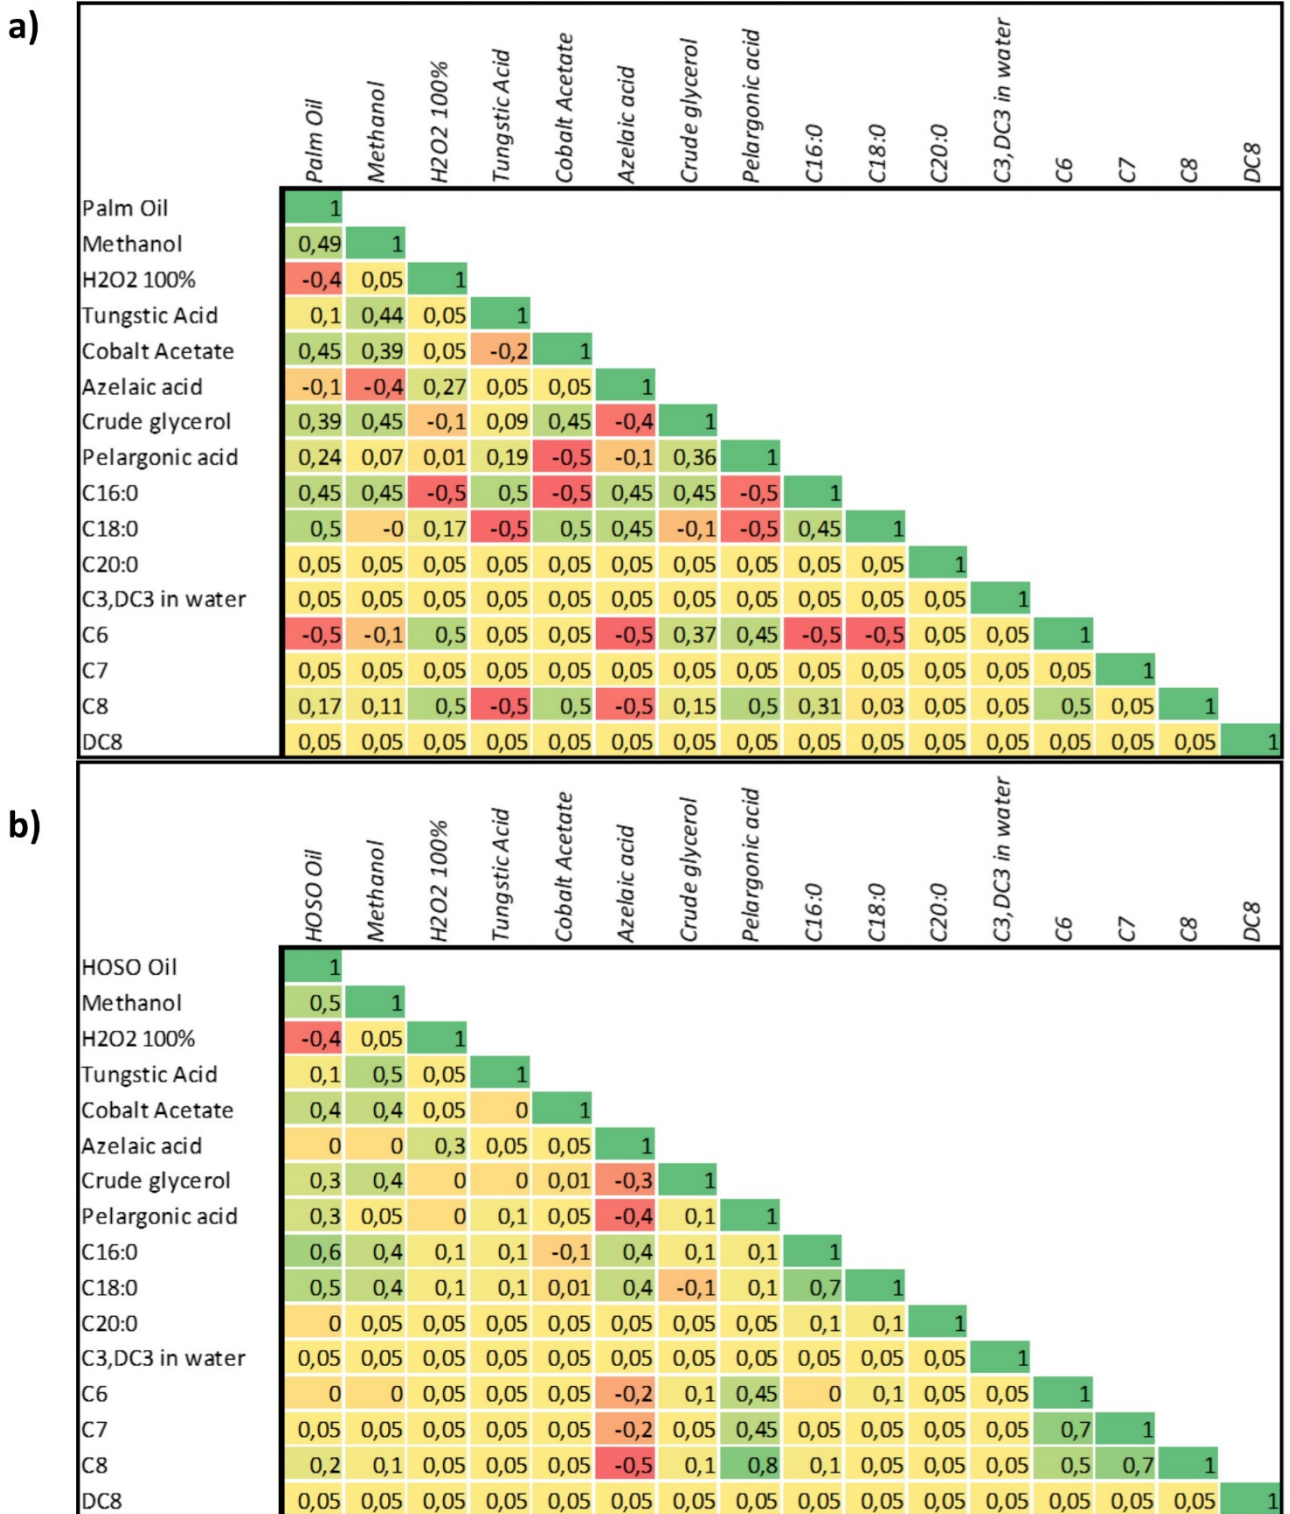 a)
Palm Oil Methanol H2O2 100% Tungstic Acid Cobalt Acetate Azelaic acid Crude glycerol Pelargonic acid C16:0 C18:0 C20:0 C3,DC3 in water C6 C7 C8 DC8
Palm Oil 1
Methanol 0,49 1
H2O2 100% -0,4 0,05 1
Tungstic Acid 0,1 0,44 0,05 1
Cobalt Acetate 0,45 0,39 0,05 -0,2 1
Azelaic acid -0,1 -0,4 0,27 0,05 0,05 1
Crude glycerol 0,39 0,45 -0,1 0,09 0,45 -0,4 1
Pelargonic acid 0,24 0,07 0,01 0,19 -0,5 -0,1 0,36 1
C16:0 0,45 0,45 -0,5 0,5 -0,5 0,45 0,45 -0,5 1
C18:0 0,5 -0 0,17 -0,5 0,5 0,45 -0,1 -0,5 0,45 1
C20:0 0,05 0,05 0,05 0,05 0,05 0,05 0,05 0,05 0,05 0,05 1
C3,DC3 in water 0,05 0,05 0,05 0,05 0,05 0,05 0,05 0,05 0,05 0,05 0,05 1
C6 -0,5 -0,1 0,5 0,05 0,05 -0,5 0,37 0,45 -0,5 -0,5 0,05 0,05 1
C7 0,05 0,05 0,05 0,05 0,05 0,05 0,05 0,05 0,05 0,05 0,05 0,05 0,05 1
C8 0,17 0,11 0,5 -0,5 0,5 -0,5 0,15 0,5 0,31 0,03 0,05 0,05 0,5 0,05 1
DC8 0,05 0,05 0,05 0,05 0,05 0,05 0,05 0,05 0,05 0,05 0,05 0,05 0,05 0,05 0,05 1
b)
HOSO Oil Methanol H2O2 100% Tungstic Acid Cobalt Acetate Azelaic acid Crude glycerol Pelargonic acid C16:0 C18:0 C20:0 C3,DC3 in water C6 C7 C8 DC8
HOSO Oil 1
Methanol 0,5 1
H2O2 100% -0,4 0,05 1
Tungstic Acid 0,1 0,5 0,05 1
Cobalt Acetate 0,4 0,4 0,05 0 1
Azelaic acid 0 0 0,3 0,05 0,05 1
Crude glycerol 0,3 0,4 0 0 0,01 -0,3 1
Pelargonic acid 0,3 0,05 0 0,1 0,05 -0,4 0,1 1
C16:0 0,6 0,4 0,1 0,1 -0,1 0,4 0,1 0,1 1
C18:0 0,5 0,4 0,1 0,1 0,01 0,4 -0,1 0,1 0,7 1
C20:0 0 0,05 0,05 0,05 0,05 0,05 0,05 0,05 0,1 0,1 1
C3,DC3 in water 0,05 0,05 0,05 0,05 0,05 0,05 0,05 0,05 0,05 0,05 0,05 1
C6 0 0 0,05 0,05 0,05 -0,2 0,1 0,45 0 0,1 0,05 0,05 1
C7 0,05 0,05 0,05 0,05 0,05 -0,2 0,05 0,45 0,05 0,05 0,05 0,05 0,7 1
C8 0,2 0,1 0,05 0,05 0,05 -0,5 0,1 0,8 0,1 0,05 0,05 0,05 0,5 0,7 1
DC8 0,05 0,05 0,05 0,05 0,05 0,05 0,05 0,05 0,05 0,05 0,05 0,05 0,05 0,05 0,05 1